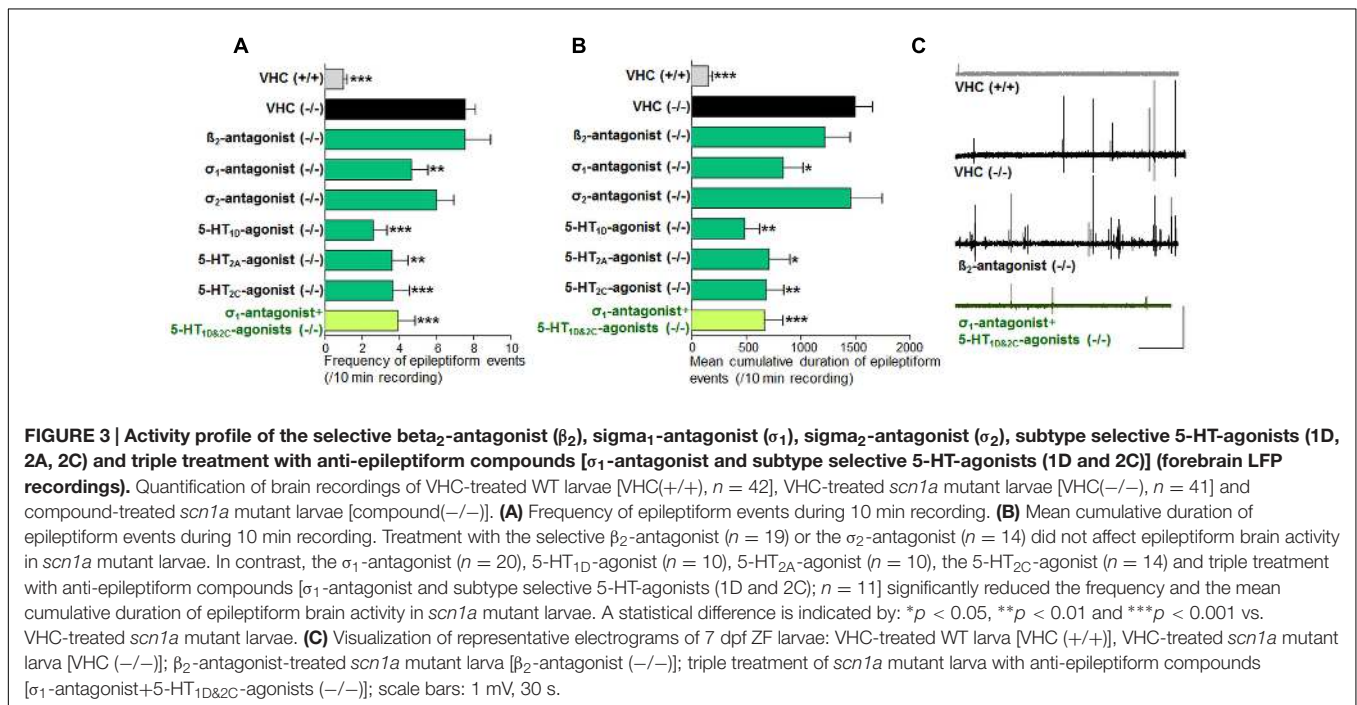 A
VHC (+/+)
***
VHC (-/-)
ß₂-antagonist (-/-)
σ₁-antagonist (-/-)
**
σ₂-antagonist (-/-)
5-HT₁D-agonist (-/-)
***
5-HT₂A-agonist (-/-)
**
5-HT₂C-agonist (-/-)
***
σ₁-antagonist+
5-HT₁D&₂C-agonists (-/-)
***
0 2 4 6 8 10
Frequency of epileptiform events
(/10 min recording)
B
VHC (+/+)
***
VHC (-/-)
ß₂-antagonist (-/-)
σ₁-antagonist (-/-)
*
σ₂-antagonist (-/-)
5-HT₁D-agonist (-/-)
**
5-HT₂A-agonist (-/-)
*
5-HT₂C-agonist (-/-)
**
σ₁-antagonist+
5-HT₁D&₂C-agonists (-/-)
***
0 500 1000 1500 2000
Mean cumulative duration of epileptiform
events (/10 min recording)
C
VHC (+/+)
VHC (-/-)
ß₂-antagonist (-/-)
σ₁-antagonist+
5-HT₁D&₂C-agonists (-/-)
FIGURE 3 | Activity profile of the selective beta₂-antagonist (β₂), sigma₁-antagonist (σ₁), sigma₂-antagonist (σ₂), subtype selective 5-HT-agonists (1D,
2A, 2C) and triple treatment with anti-epileptiform compounds [σ₁-antagonist and subtype selective 5-HT-agonists (1D and 2C)] (forebrain LFP
recordings). Quantification of brain recordings of VHC-treated WT larvae [VHC(+/+), n = 42], VHC-treated scn1a mutant larvae [VHC(−/−), n = 41] and
compound-treated scn1a mutant larvae [compound(−/−)]. (A) Frequency of epileptiform events during 10 min recording. (B) Mean cumulative duration of
epileptiform events during 10 min recording. Treatment with the selective β₂-antagonist (n = 19) or the σ₂-antagonist (n = 14) did not affect epileptiform brain activity
in scn1a mutant larvae. In contrast, the σ₁-antagonist (n = 20), 5-HT₁D-agonist (n = 10), 5-HT₂A-agonist (n = 10), the 5-HT₂C-agonist (n = 14) and triple treatment
with anti-epileptiform compounds [σ₁-antagonist and subtype selective 5-HT-agonists (1D and 2C); n = 11] significantly reduced the frequency and the mean
cumulative duration of epileptiform brain activity in scn1a mutant larvae. A statistical difference is indicated by: *p < 0.05, **p < 0.01 and ***p < 0.001 vs.
VHC-treated scn1a mutant larvae. (C) Visualization of representative electrograms of 7 dpf ZF larvae: VHC-treated WT larva [VHC (+/+)], VHC-treated scn1a mutant
larva [VHC (−/−)]; β₂-antagonist-treated scn1a mutant larva [β₂-antagonist (−/−)]; triple treatment of scn1a mutant larva with anti-epileptiform compounds
[σ₁-antagonist+5-HT₁D&₂C-agonists (−/−)]; scale bars: 1 mV, 30 s.